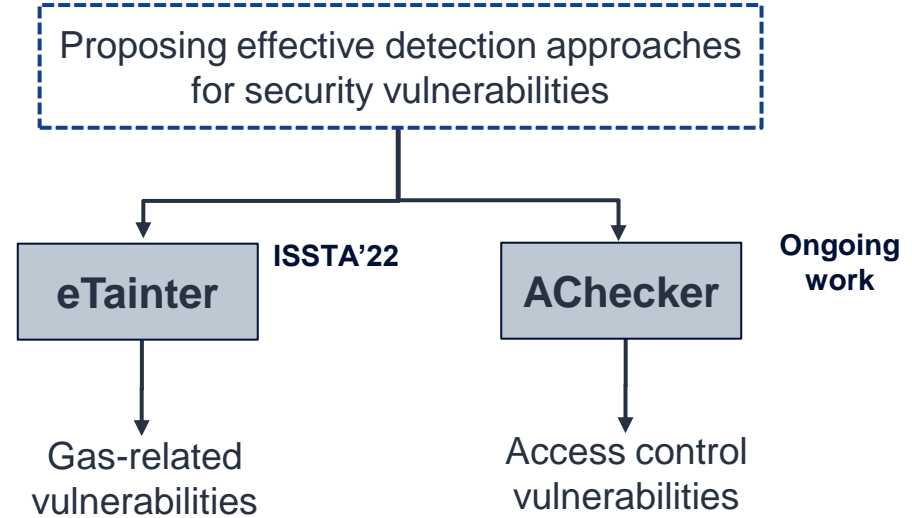 Proposing effective detection approaches
for security vulnerabilities
eTainter
ISSTA’22
AChecker
Ongoing
work
Gas-related
vulnerabilities
Access control
vulnerabilities